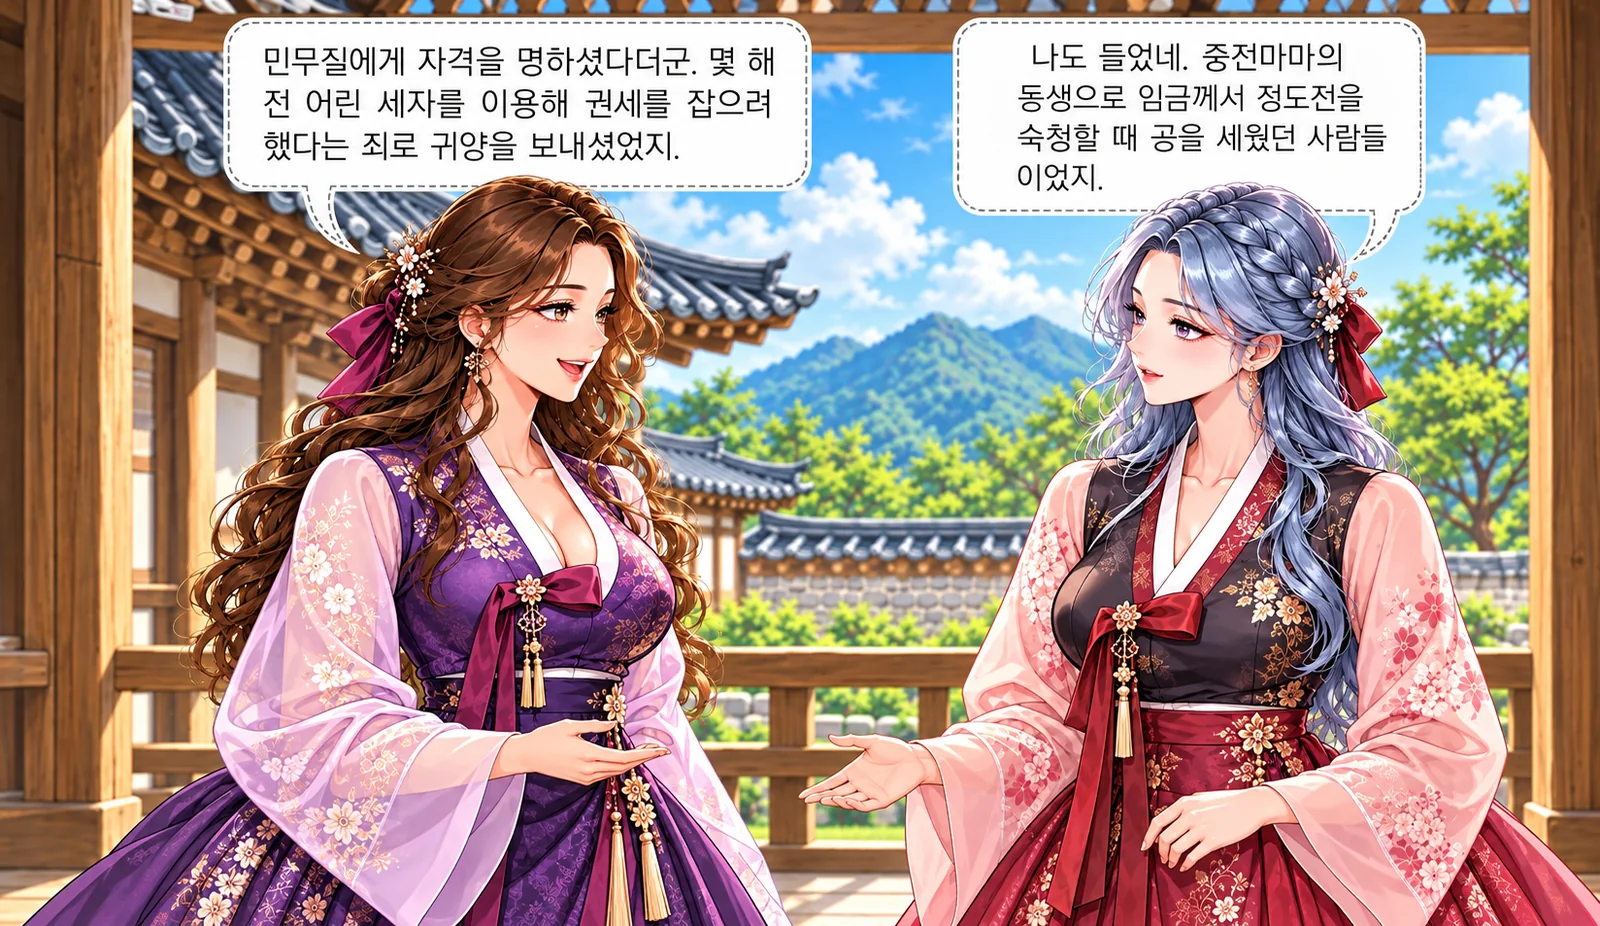 민무질에게 자격을 명하셨다더군. 몇 해
전 어린 세자를 이용해 권세를 잡으려
했다는 죄로 귀양을 보내셨었지.
나도 들었네. 중전마마의
동생으로 임금께서 정도전을
숙청할 때 공을 세웠던 사람들
이었지.